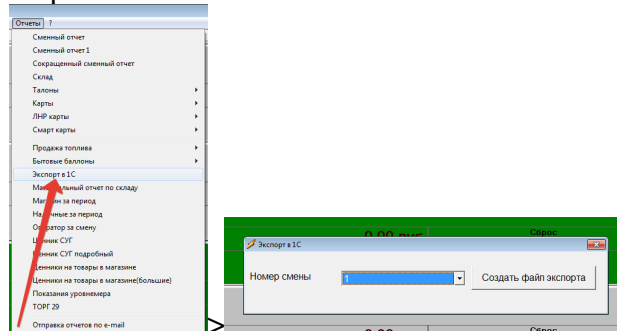 Отчеты ?
Сменный отчет
Сменный отчет 1
Сокращенный сменный отчет
Склад
Талоны
Карты
ЛНР карты
Смарт карты
Продажа топлива
Бытовые баллоны
Экспорт в 1С
отчет по складу
за период
Наличные за период
Оператор за смену
Ценник СУГ
Ценник СУГ подробный
Ценники на товары в магазине
Ценники на товары в магазине(большие)
Показания уровнемера
ТОРГ 29
Отправка отчетов по e-mail
>
Сброс
Экспорт в 1С
Номер смены
1
Создать файл экспорта